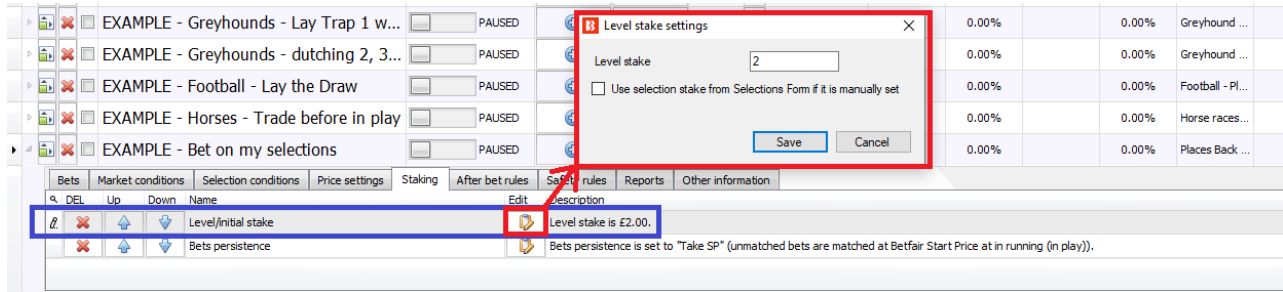 EXAMPLE - Greyhounds - Lay Trap 1 w... PAUSED 0.00% 0.00% Greyhound ...
EXAMPLE - Greyhounds - dutching 2, 3... PAUSED 0.00% 0.00% Greyhound ...
EXAMPLE - Football - Lay the Draw PAUSED 0.00% 0.00% Football - Pl...
EXAMPLE - Horses - Trade before in play PAUSED 0.00% 0.00% Horse races...
EXAMPLE - Bet on my selections PAUSED 0.00% 0.00% Places Back ...
B Level stake settings
Level stake 2
Use selection stake from Selections Form if it is manually set
Save Cancel
Bets Market conditions Selection conditions Price settings Staking After bet rules Safety rules Reports Other information
DEL Up Down Name Edit Description
Level/initial stake Level stake is £2.00.
Bets persistence Bets persistence is set to "Take SP" (unmatched bets are matched at Betfair Start Price at in running (in play)).